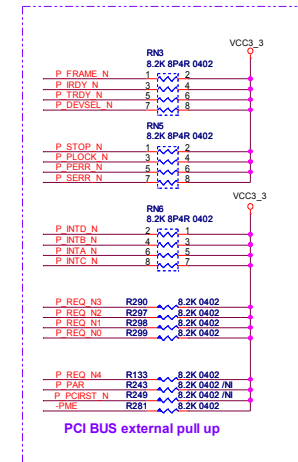 VCC3_3
RN3
8.2K 8P4R 0402
P_FRAME_N 1 2
P_IRDY_N 3 4
P_TRDY_N 5 6
P_DEVSEL_N 7 8
RN5
8.2K 8P4R 0402
P_STOP_N 1 2
P_PLOCK_N 3 4
P_PERR_N 5 6
P_SERR_N 7 8
VCC3_3
RN6
8.2K 8P4R 0402
P_INTD_N 2 1
P_INTB_N 4 3
P_INTA_N 6 5
P_INTC_N 8 7
P_REQ_N3 R290 8.2K 0402
P_REQ_N2 R297 8.2K 0402
P_REQ_N1 R298 8.2K 0402
P_REQ_N0 R299 8.2K 0402
P_REQ_N4 R133 8.2K 0402
P_PAR R243 8.2K 0402 /NI
P_PCIRST_N R249 8.2K 0402 /NI
-PME R281 8.2K 0402
PCI BUS external pull up